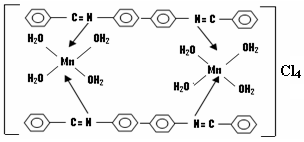 C = N N = C
H₂O OH₂ OH₂
Mn H₂O Mn
H₂O OH₂ H₂O OH₂
Cl₄
C = N N = C